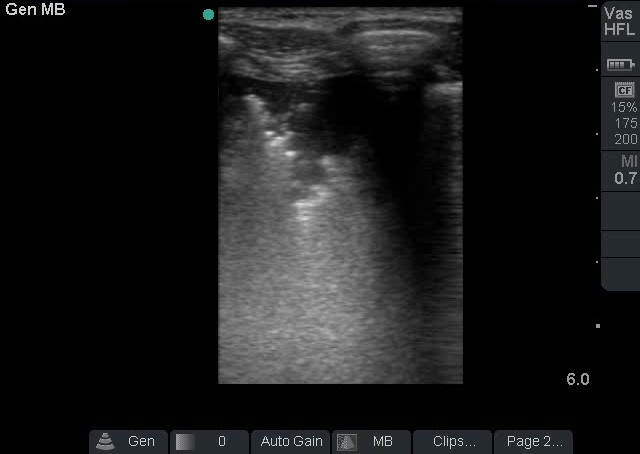 Gen MB
Vas
HFL
CF
15%
175
200
MI
0.7
6.0
Gen
0
Auto Gain
MB
Clips...
Page 2...